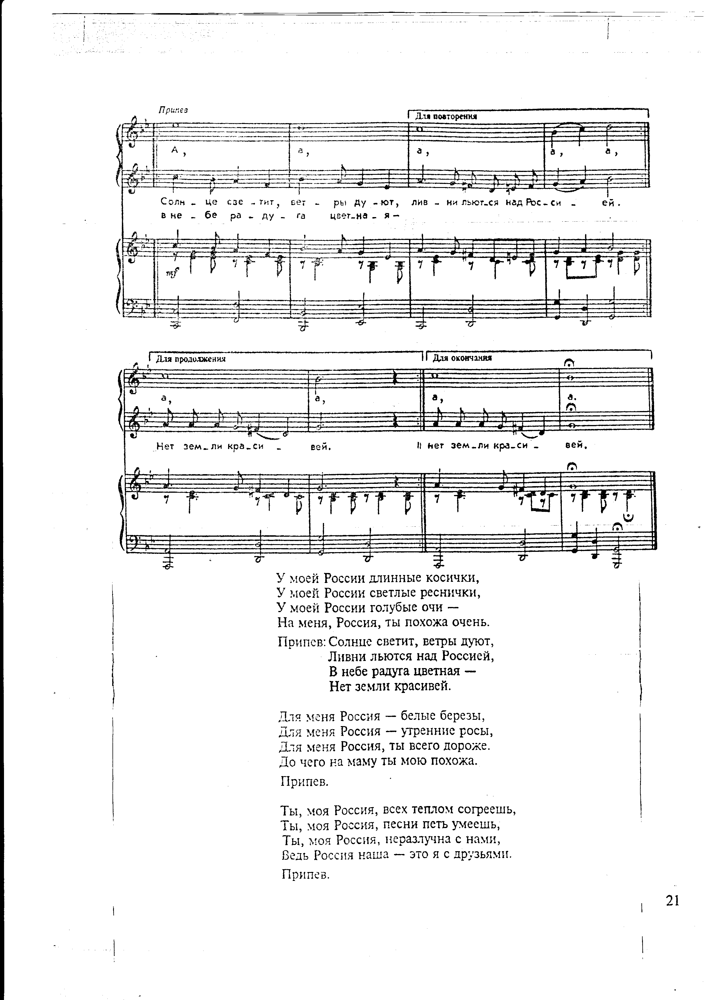 Припев
Для повторения
А, а, а, а, а,
Солн - це све - тит, вет - ры ду - ют, лив - ни льют-ся над Рос-си - ей.
в не - бе ра - ду - га цвет-на-я —
mf
Для продолжения
Для окончания
а, а, а, а.
Нет зем-ли кра-си - вей. И нет зем-ли кра-си - вей.
У моей России длинные косички,
У моей России светлые реснички,
У моей России голубые очи —
На меня, Россия, ты похожа очень.
Припев: Солнце светит, ветры дуют,
Ливни льются над Россией,
В небе радуга цветная —
Нет земли красивей.
Для меня Россия — белые березы,
Для меня Россия — утренние росы,
Для меня Россия, ты всего дороже.
До чего на маму ты мою похожа.
Припев.
Ты, моя Россия, всех теплом согреешь,
Ты, моя Россия, песни петь умеешь,
Ты, моя Россия, неразлучна с нами,
Ведь Россия наша — это я с друзьями.
Припев.
21